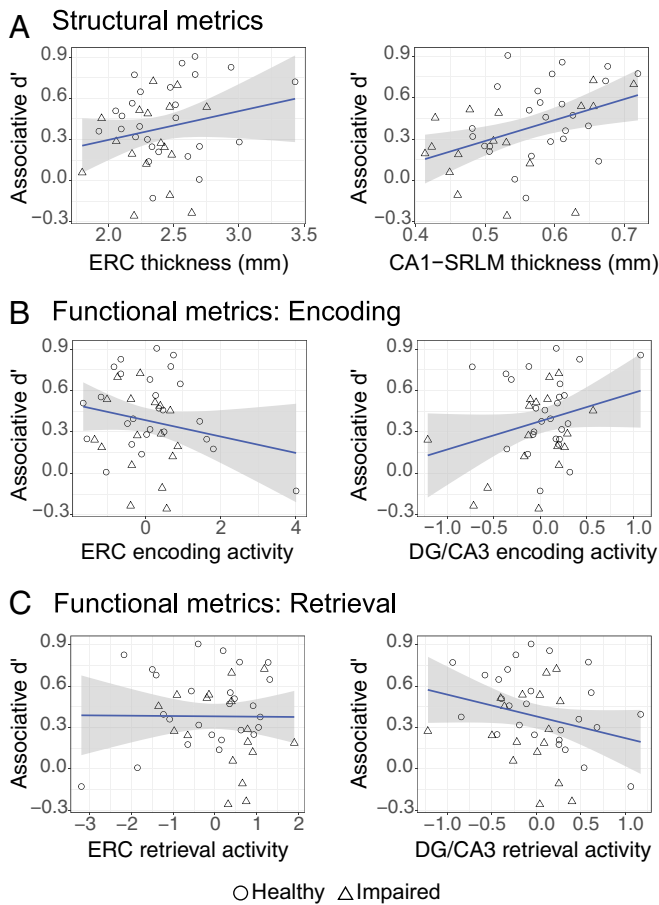 A Structural metrics
Associative d'
0.9
0.6
0.3
0.0
−0.3
2.0 2.5 3.0 3.5
ERC thickness (mm)
Associative d'
0.9
0.6
0.3
0.0
−0.3
0.4 0.5 0.6 0.7
CA1−SRLM thickness (mm)
B Functional metrics: Encoding
Associative d'
0.9
0.6
0.3
0.0
−0.3
0 2 4
ERC encoding activity
Associative d'
0.9
0.6
0.3
0.0
−0.3
−1.0 −0.5 0.0 0.5 1.0
DG/CA3 encoding activity
C Functional metrics: Retrieval
Associative d'
0.9
0.6
0.3
0.0
−0.3
−3 −2 −1 0 1 2
ERC retrieval activity
Associative d'
0.9
0.6
0.3
0.0
−0.3
−1.0 −0.5 0.0 0.5 1.0
DG/CA3 retrieval activity
Healthy Impaired